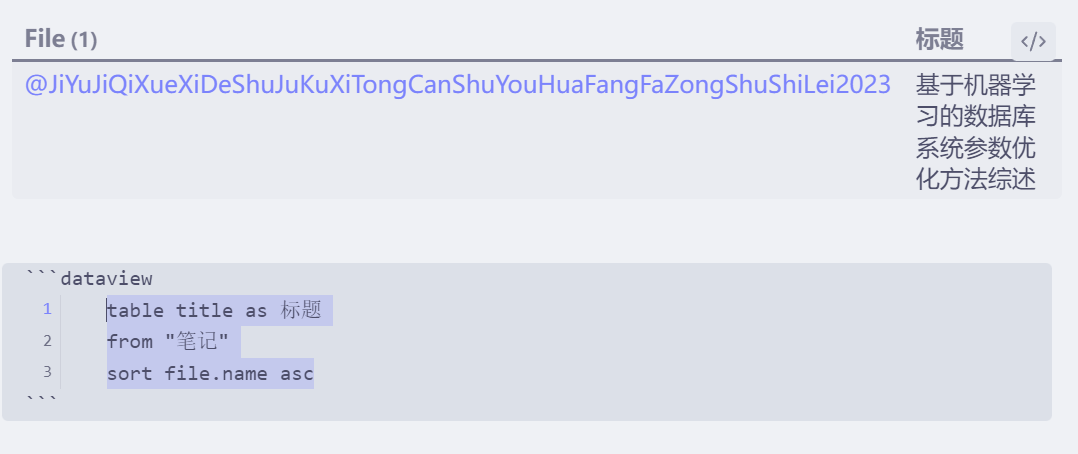 File (1) 标题 </>
@JiYuJiQiXueXiDeShuJuKuXiTongCanShuYouHuaFangFaZongShuShiLei2023 基于机器学
习的数据库
系统参数优
化方法综述
```dataview
1 table title as 标题
2 from "笔记"
3 sort file.name asc
```